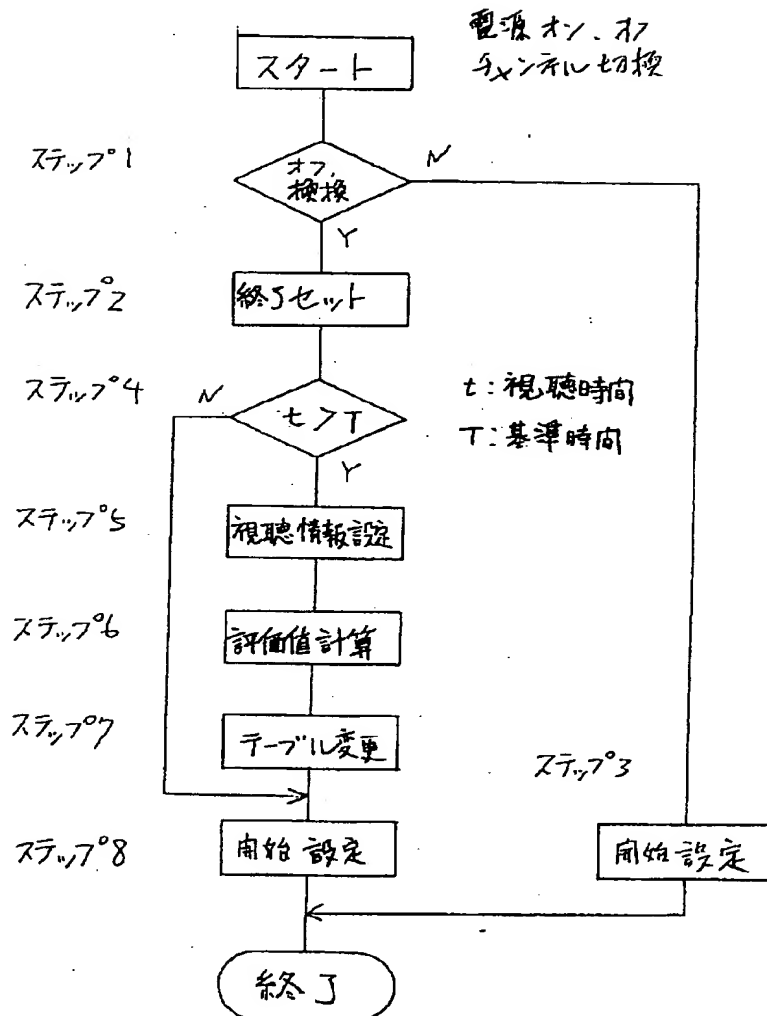 電源オン、オフ
チャンネル切換
スタート
ステップ1
オフ,
N
Y
ステップ2
終了セット
ステップ4
N
t>T
t:視聴時間
T:基準時間
Y
ステップ5
視聴情報設定
ステップ6
評価値計算
ステップ7
テーブル変更
ステップ3
ステップ8
開始設定
開始設定
終了